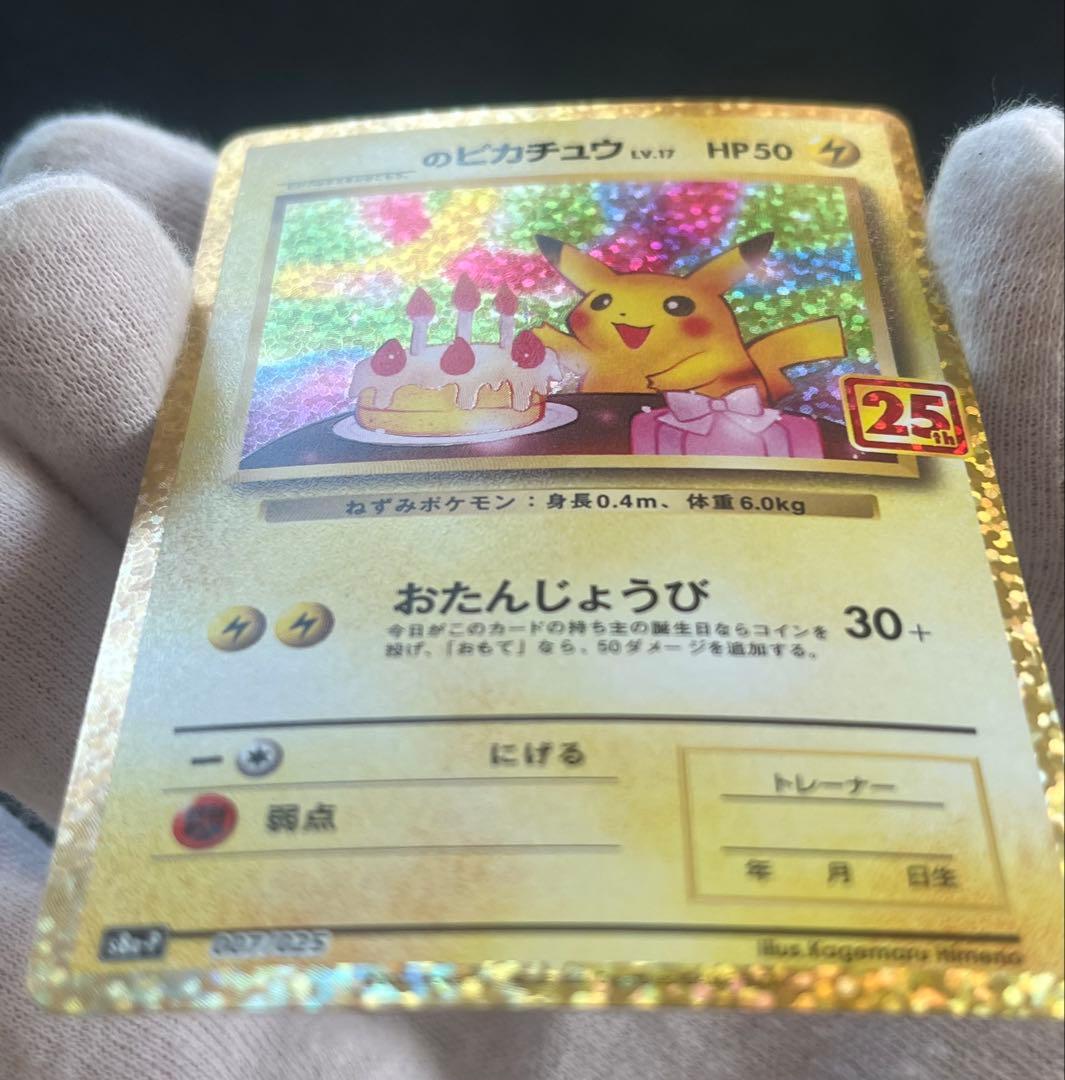 のピカチュウ LV.17 HP50
25th
ねずみポケモン：身長0.4m、体重6.0kg
おたんじょうび 30+
今日がこのカードの持ち主の誕生日ならコインを
投げ、「おもて」なら、50ダメージを追加する。
にげる
弱点
トレーナー
年 月 日生
s8a-P 007/025
illus.Kagemaru Himeno